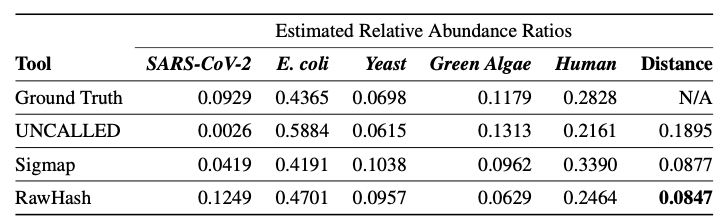 Estimated Relative Abundance Ratios
Tool SARS-CoV-2 E. coli Yeast Green Algae Human Distance
Ground Truth 0.0929 0.4365 0.0698 0.1179 0.2828 N/A
UNCALLED 0.0026 0.5884 0.0615 0.1313 0.2161 0.1895
Sigmap 0.0419 0.4191 0.1038 0.0962 0.3390 0.0877
RawHash 0.1249 0.4701 0.0957 0.0629 0.2464 0.0847